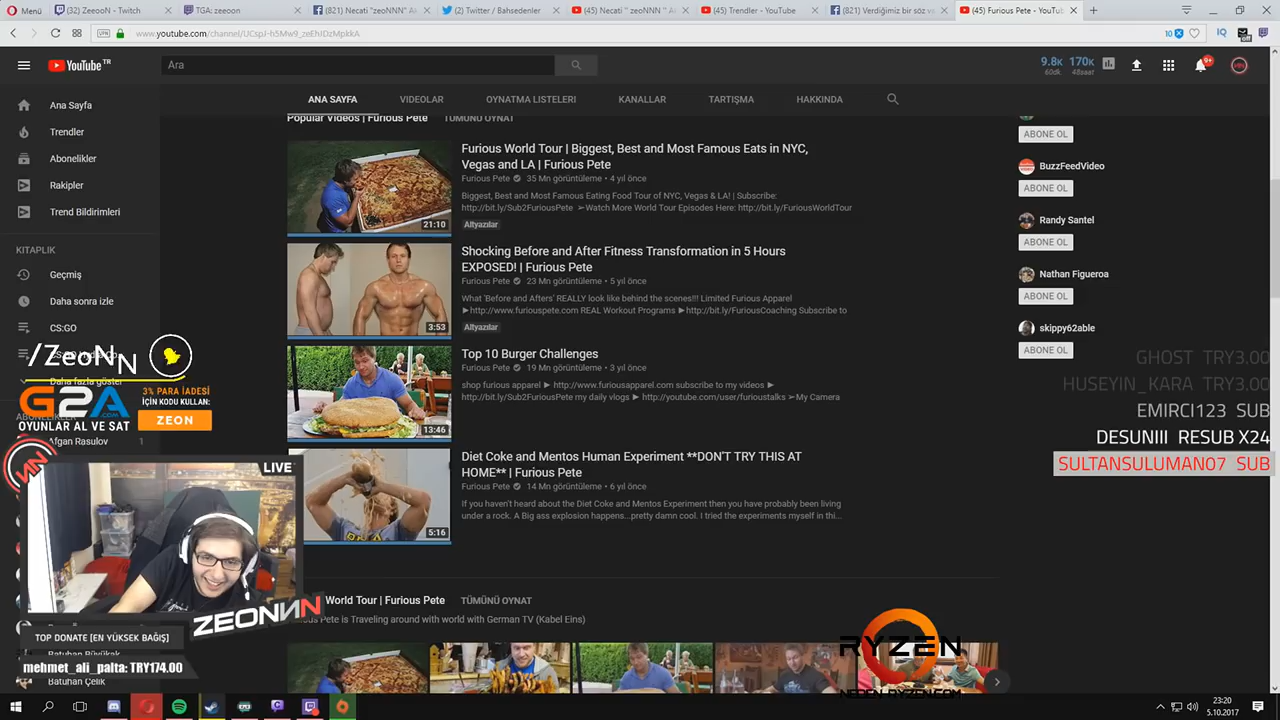 Menü
(32) ZeeooN - Twitch
TGA: zeeoon
(821) Necati "zeoNNN" Ak
(2) Twitter / Bahsedenler
(45) Necati " zeoNN " A
(45) Trendler - YouTube
(821) Verdiğimiz bir söz va
(45) Furious Pete - YouTub
VPN
www.youtube.com/channel/UCspJ-h5Mw9_zeEhIDzMpkkA
10
YouTube TR
Ara
9.8K
60dk
170K
48saat
9+
ANA SAYFA
VIDEOLAR
OYNATMA LISTELERI
KANALLAR
TARTIŞMA
HAKKINDA
Ana Sayfa
Trendler
Abonelikler
Rakipler
Trend Bildirimleri
KITAPLIK
Geçmiş
Daha sonra izle
CS:GO
Daha fazla göster
Afgan Rasulov 1
Batuhan Büyükak
Batuhan Çelik
Popular Videos | Furious Pete TÜMÜNÜ OYNAT
Furious World Tour | Biggest, Best and Most Famous Eats in NYC,
Vegas and LA | Furious Pete
Furious Pete 35 Mn görüntüleme • 4 yıl önce
Biggest, Best and Most Famous Eating Food Tour of NYC, Vegas & LA! | Subscribe:
http://bit.ly/Sub2FuriousPete ➢Watch More World Tour Episodes Here: http://bit.ly/FuriousWorldTour
Altyazılar
21:10
Shocking Before and After Fitness Transformation in 5 Hours
EXPOSED! | Furious Pete
Furious Pete 23 Mn görüntüleme • 5 yıl önce
What 'Before and Afters' REALLY look like behind the scenes!!! Limited Furious Apparel
►http://www.furiouspete.com REAL Workout Programs ►http://bit.ly/FuriousCoaching Subscribe to
Altyazılar
3:53
Top 10 Burger Challenges
Furious Pete 19 Mn görüntüleme • 3 yıl önce
shop furious apparel ► http://www.furiousapparel.com subscribe to my videos ►
http://bit.ly/Sub2FuriousPete my daily vlogs ► http://youtube.com/user/furioustalks ►My Camera
13:46
Diet Coke and Mentos Human Experiment **DON'T TRY THIS AT
HOME** | Furious Pete
Furious Pete 14 Mn görüntüleme • 6 yıl önce
If you haven't heard about the Diet Coke and Mentos Experiment then you have probably been living
under a rock. A Big ass explosion happens...pretty damn cool. I tried the experiments myself in thi...
5:16
World Tour | Furious Pete TÜMÜNÜ OYNAT
Pete is Traveling around with world with German TV (Kabel Eins)
ABONE OL
BuzzFeedVideo
ABONE OL
Randy Santel
ABONE OL
Nathan Figueroa
ABONE OL
skippy62able
ABONE OL
GHOST TRY3.00
HUSEYIN_KARA TRY3.00
EMIRCI123 SUB
DESUNIII RESUB X24
SULTANSULUMAN07 SUB
/ZeoNN
G2A.COM
OYUNLAR AL VE SAT
3% PARA İADESİ
İÇİN KODU KULLAN:
ZEON
LIVE
ZEONNN
TOP DONATE [EN YÜKSEK BAĞIŞ]
mehmet_ali_palta: TRY174.00
RYZEN
NEDEN-RYZEN.COM
23:20
5.10.2017